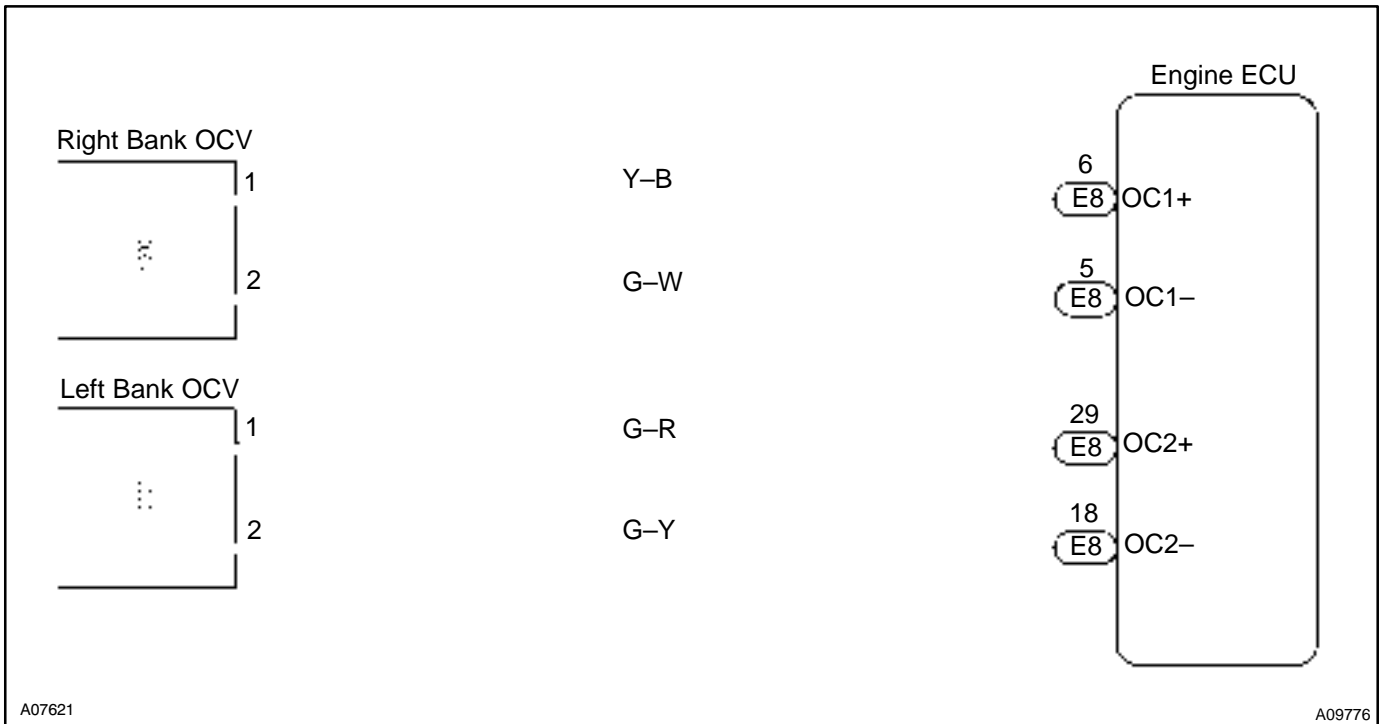 Engine ECU
Right Bank OCV
1 Y–B 6 E8 OC1+
2 G–W 5 E8 OC1–
Left Bank OCV
1 G–R 29 E8 OC2+
2 G–Y 18 E8 OC2–
A07621 A09776